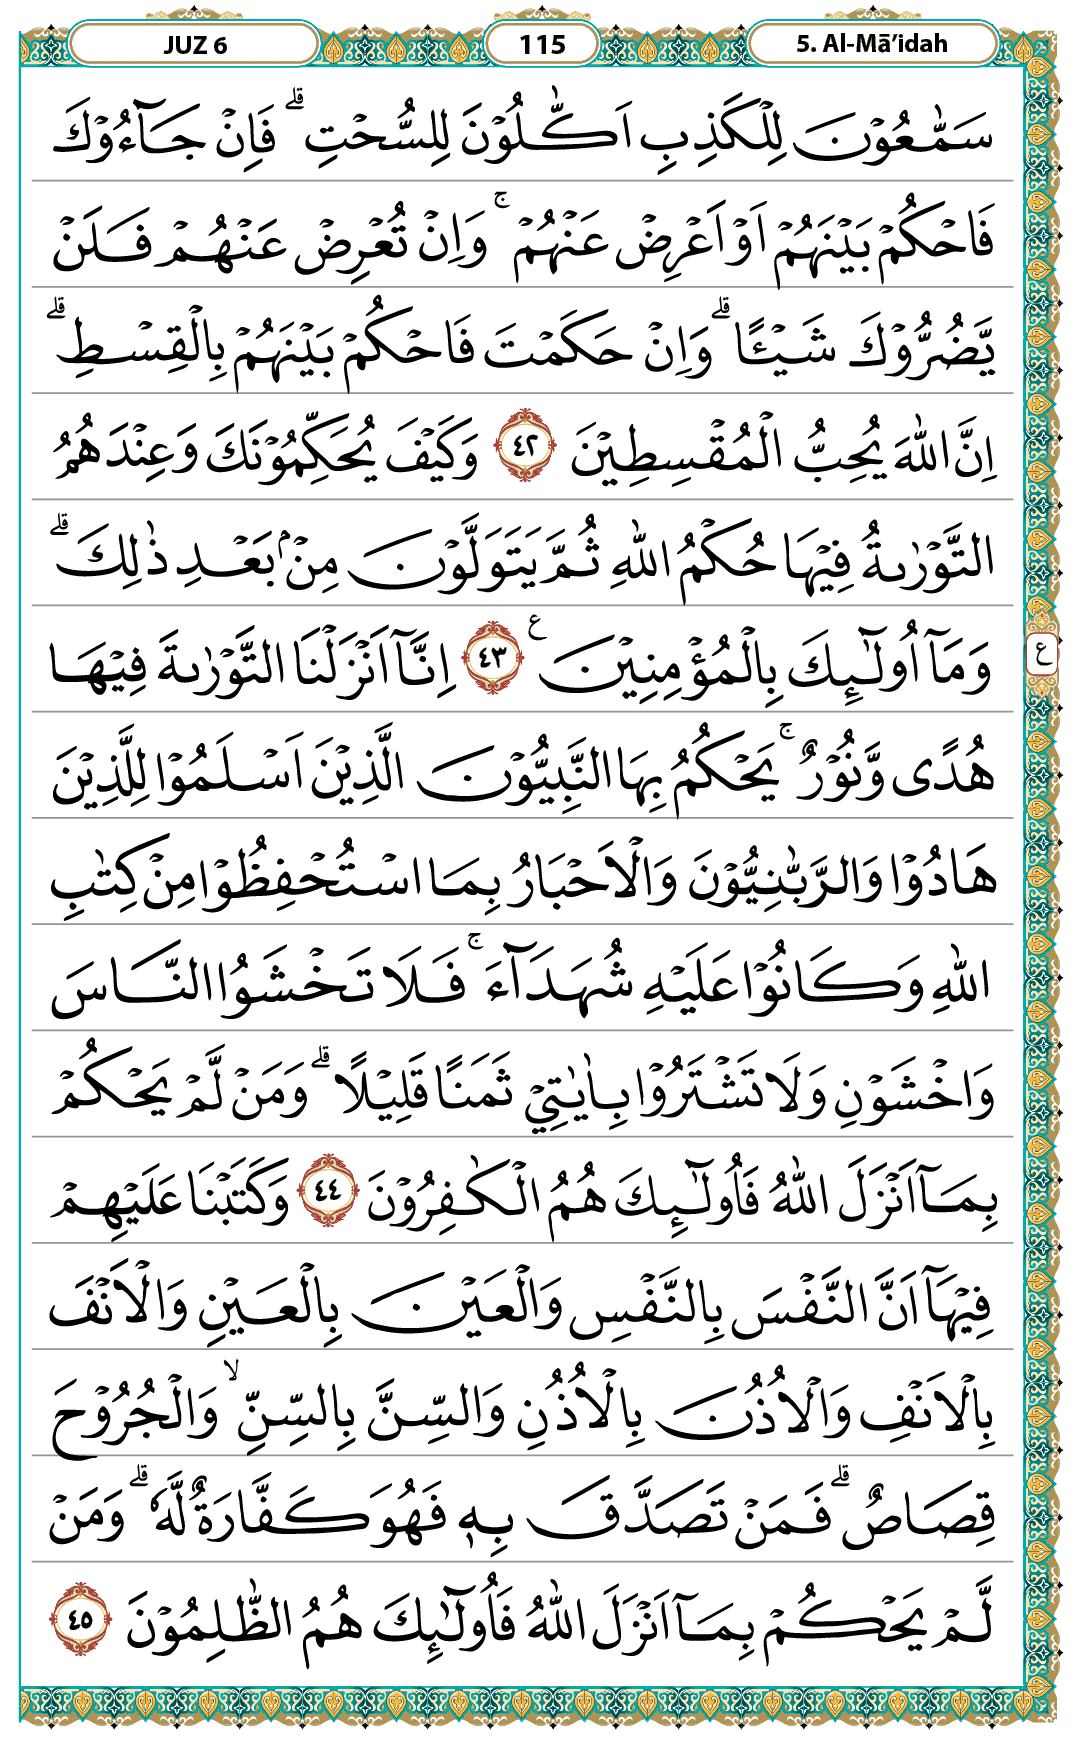 JUZ 6 115 5. Al-Mā’idah
سَمّٰعُوْنَ لِلْكَذِبِ اَكّٰلُوْنَ لِلسُّحْتِۗ فَاِنْ جَاۤءُوْكَ
فَاحْكُمْ بَيْنَهُمْ اَوْ اَعْرِضْ عَنْهُمْ ۚوَاِنْ تُعْرِضْ عَنْهُمْ فَلَنْ
يَّضُرُّوْكَ شَيْـًٔا ۗ وَاِنْ حَكَمْتَ فَاحْكُمْ بَيْنَهُمْ بِالْقِسْطِۗ
اِنَّ اللّٰهَ يُحِبُّ الْمُقْسِطِيْنَ ٤٢ وَكَيْفَ يُحَكِّمُوْنَكَ وَعِنْدَهُمُ
التَّوْرٰىةُ فِيْهَا حُكْمُ اللّٰهِ ثُمَّ يَتَوَلَّوْنَ مِنْۢ بَعْدِ ذٰلِكَ ۗ
وَمَآ اُولٰۤىِٕكَ بِالْمُؤْمِنِيْنَ ࣖ ٤٣ اِنَّآ اَنْزَلْنَا التَّوْرٰىةَ فِيْهَا
ع
هُدًى وَّنُوْرٌۚ يَحْكُمُ بِهَا النَّبِيُّوْنَ الَّذِيْنَ اَسْلَمُوْا لِلَّذِيْنَ
هَادُوْا وَالرَّبّٰنِيُّوْنَ وَالْاَحْبَارُ بِمَا اسْتُحْفِظُوْا مِنْ كِتٰبِ
اللّٰهِ وَكَانُوْا عَلَيْهِ شُهَدَاۤءَۚ فَلَا تَخْشَوُا النَّاسَ
وَاخْشَوْنِ وَلَا تَشْتَرُوْا بِاٰيٰتِيْ ثَمَنًا قَلِيْلًا ۗوَمَنْ لَّمْ يَحْكُمْ
بِمَآ اَنْزَلَ اللّٰهُ فَاُولٰۤىِٕكَ هُمُ الْكٰفِرُوْنَ ٤٤ وَكَتَبْنَا عَلَيْهِمْ
فِيْهَآ اَنَّ النَّفْسَ بِالنَّفْسِ وَالْعَيْنَ بِالْعَيْنِ وَالْاَنْفَ
بِالْاَنْفِ وَالْاُذُنَ بِالْاُذُنِ وَالسِّنَّ بِالسِّنِّۙ وَالْجُرُوْحَ
قِصَاصٌۗ فَمَنْ تَصَدَّقَ بِهٖ فَهُوَ كَفَّارَةٌ لَّهٗ ۗوَمَنْ
لَّمْ يَحْكُمْ بِمَآ اَنْزَلَ اللّٰهُ فَاُولٰۤىِٕكَ هُمُ الظّٰلِمُوْنَ ٤٥